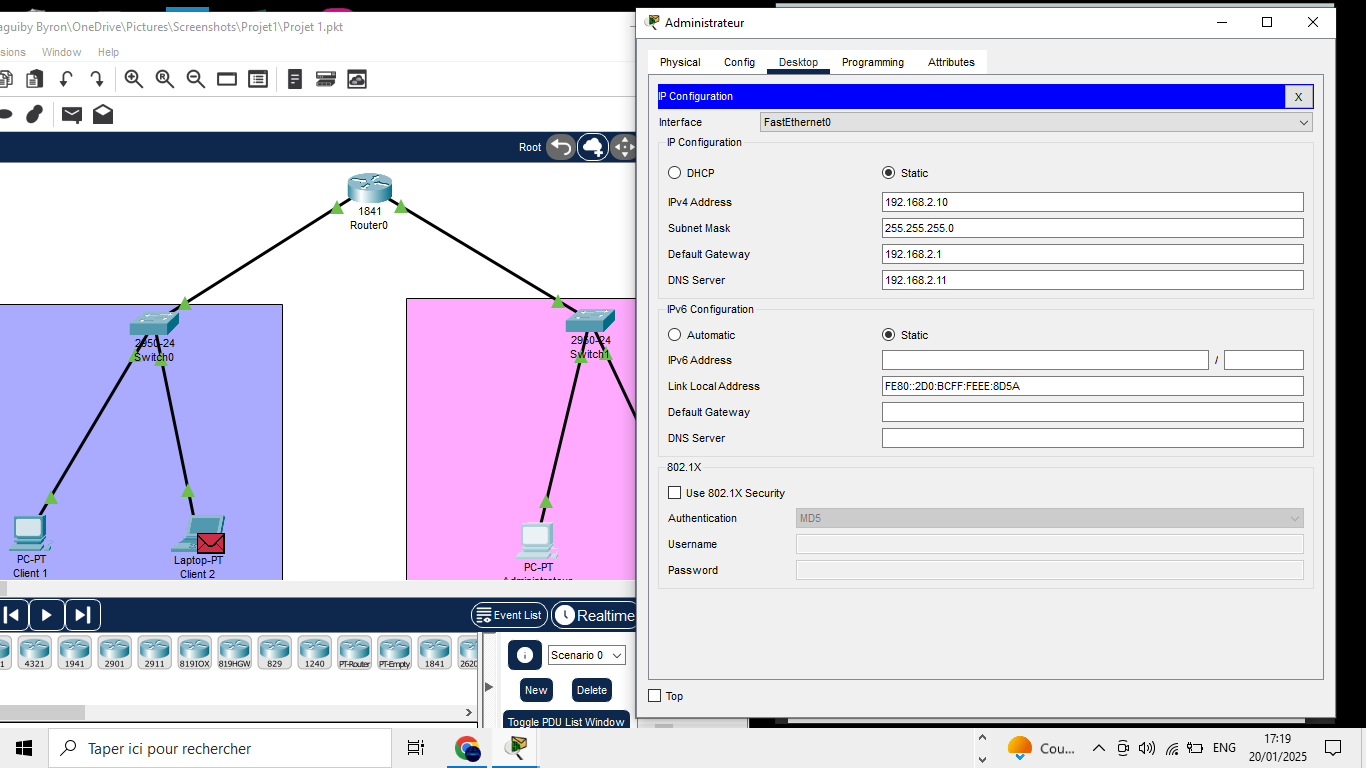 aguiby Byron\OneDrive\Pictures\Screenshots\Projet1\Projet 1.pkt
sions Window Help
Root
1841
Router0
2950-24
Switch0
2950-24
Switch1
PC-PT
Client 1
Laptop-PT
Client 2
PC-PT
Administrateur
Event List
Realtime
1
4321
1941
2901
2911
819IOX
819HGW
829
1240
PT-Router
PT-Empty
1841
2620
Scenario 0
New
Delete
Toggle PDU List Window
Administrateur
Physical Config Desktop Programming Attributes
IP Configuration X
Interface FastEthernet0
IP Configuration
DHCP Static
IPv4 Address 192.168.2.10
Subnet Mask 255.255.255.0
Default Gateway 192.168.2.1
DNS Server 192.168.2.11
IPv6 Configuration
Automatic Static
IPv6 Address /
Link Local Address FE80::2D0:BCFF:FEEE:8D5A
Default Gateway
DNS Server
802.1X
Use 802.1X Security
Authentication MD5
Username
Password
Top
Taper ici pour rechercher
Cou...
ENG
17:19
20/01/2025